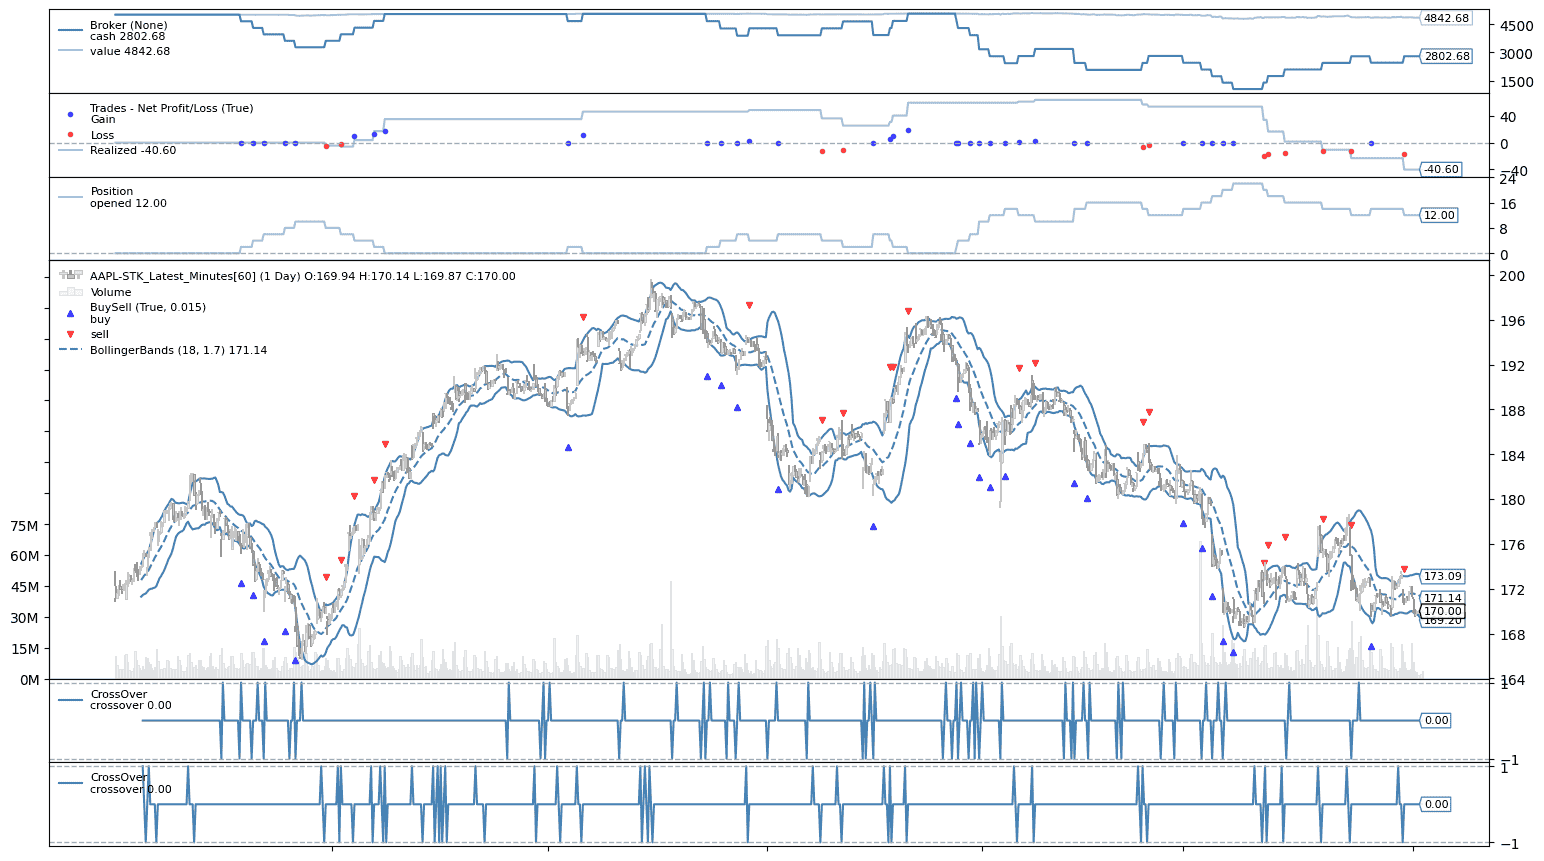 Broker (None)
cash 2802.68
value 4842.68
4842.68
4500
3000
2802.68
1500
Trades - Net Profit/Loss (True)
Gain
Loss
Realized -40.60
40
0
−40
-40.60
Position
opened 12.00
24
16
12.00
8
0
AAPL-STK_Latest_Minutes[60] (1 Day) O:169.94 H:170.14 L:169.87 C:170.00
Volume
BuySell (True, 0.015)
buy
sell
BollingerBands (18, 1.7) 171.14
200
196
192
188
184
180
176
172
168
164
75M
60M
45M
30M
15M
0M
173.09
171.14
170.00
169.20
CrossOver
crossover 0.00
1
0.00
−1
CrossOver
crossover 0.00
1
0.00
−1